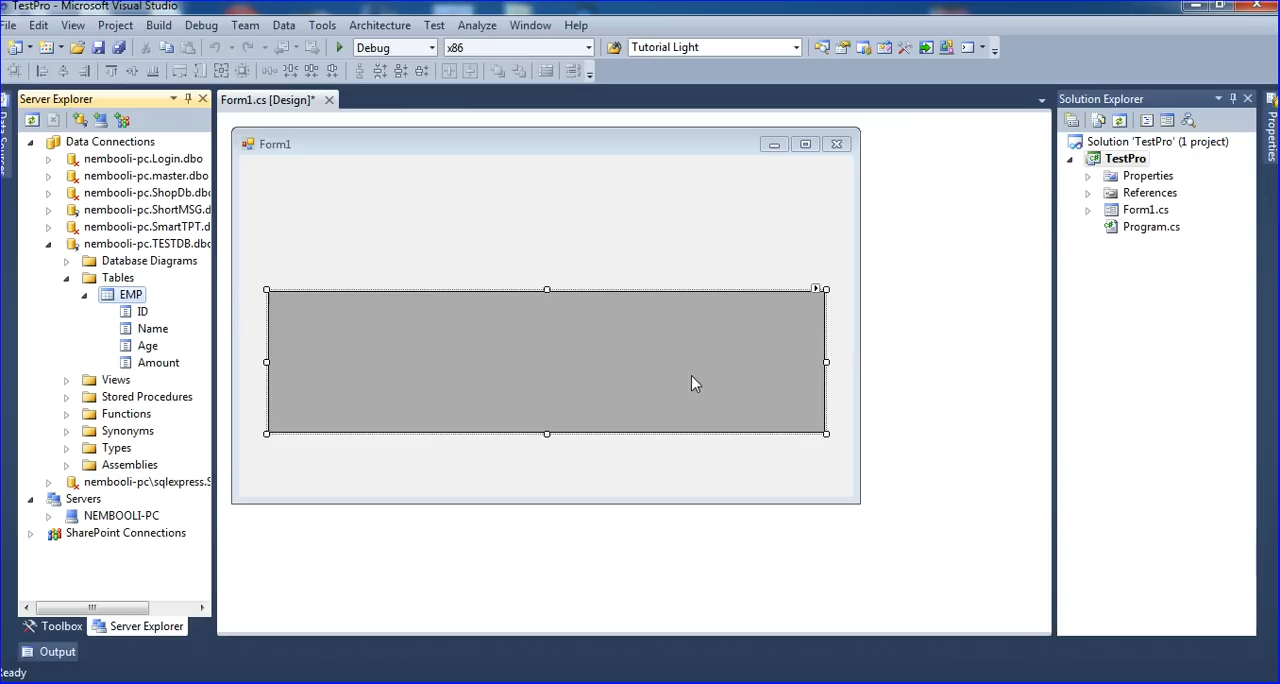 TestPro - Microsoft Visual Studio
File Edit View Project Build Debug Team Data Tools Architecture Test Analyze Window Help
Debug x86 Tutorial Light
Server Explorer
Form1.cs [Design]*
Solution Explorer
Properties
Data Connections
nembooli-pc.Login.dbo
nembooli-pc.master.dbo
nembooli-pc.ShopDb.dbo
nembooli-pc.ShortMSG.d
nembooli-pc.SmartTPT.d
nembooli-pc.TESTDB.dbo
Database Diagrams
Tables
EMP
ID
Name
Age
Amount
Views
Stored Procedures
Functions
Synonyms
Types
Assemblies
nembooli-pc\sqlexpress.S
Servers
NEMBOOLI-PC
SharePoint Connections
Form1
Solution 'TestPro' (1 project)
TestPro
Properties
References
Form1.cs
Program.cs
Toolbox Server Explorer
Output
Ready